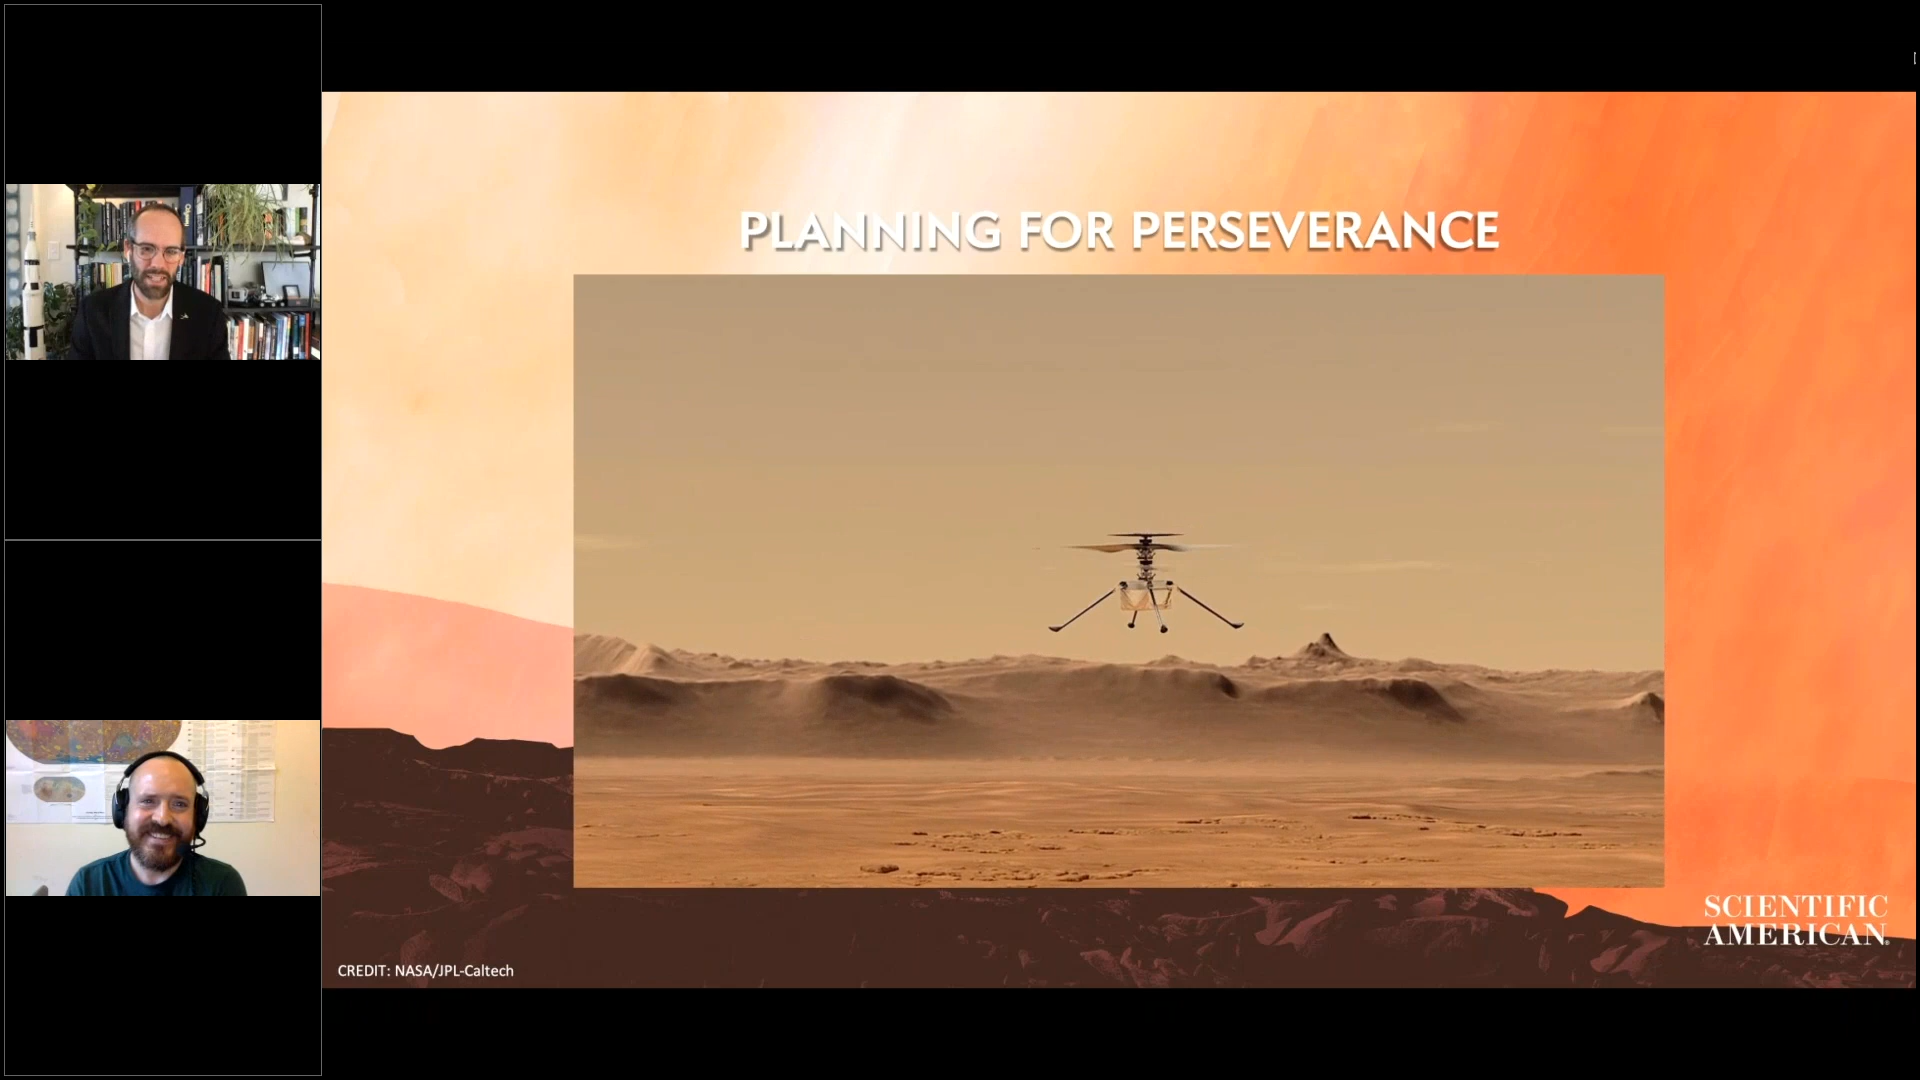 PLANNING FOR PERSEVERANCE
SCIENTIFIC
AMERICAN®
CREDIT: NASA/JPL-Caltech